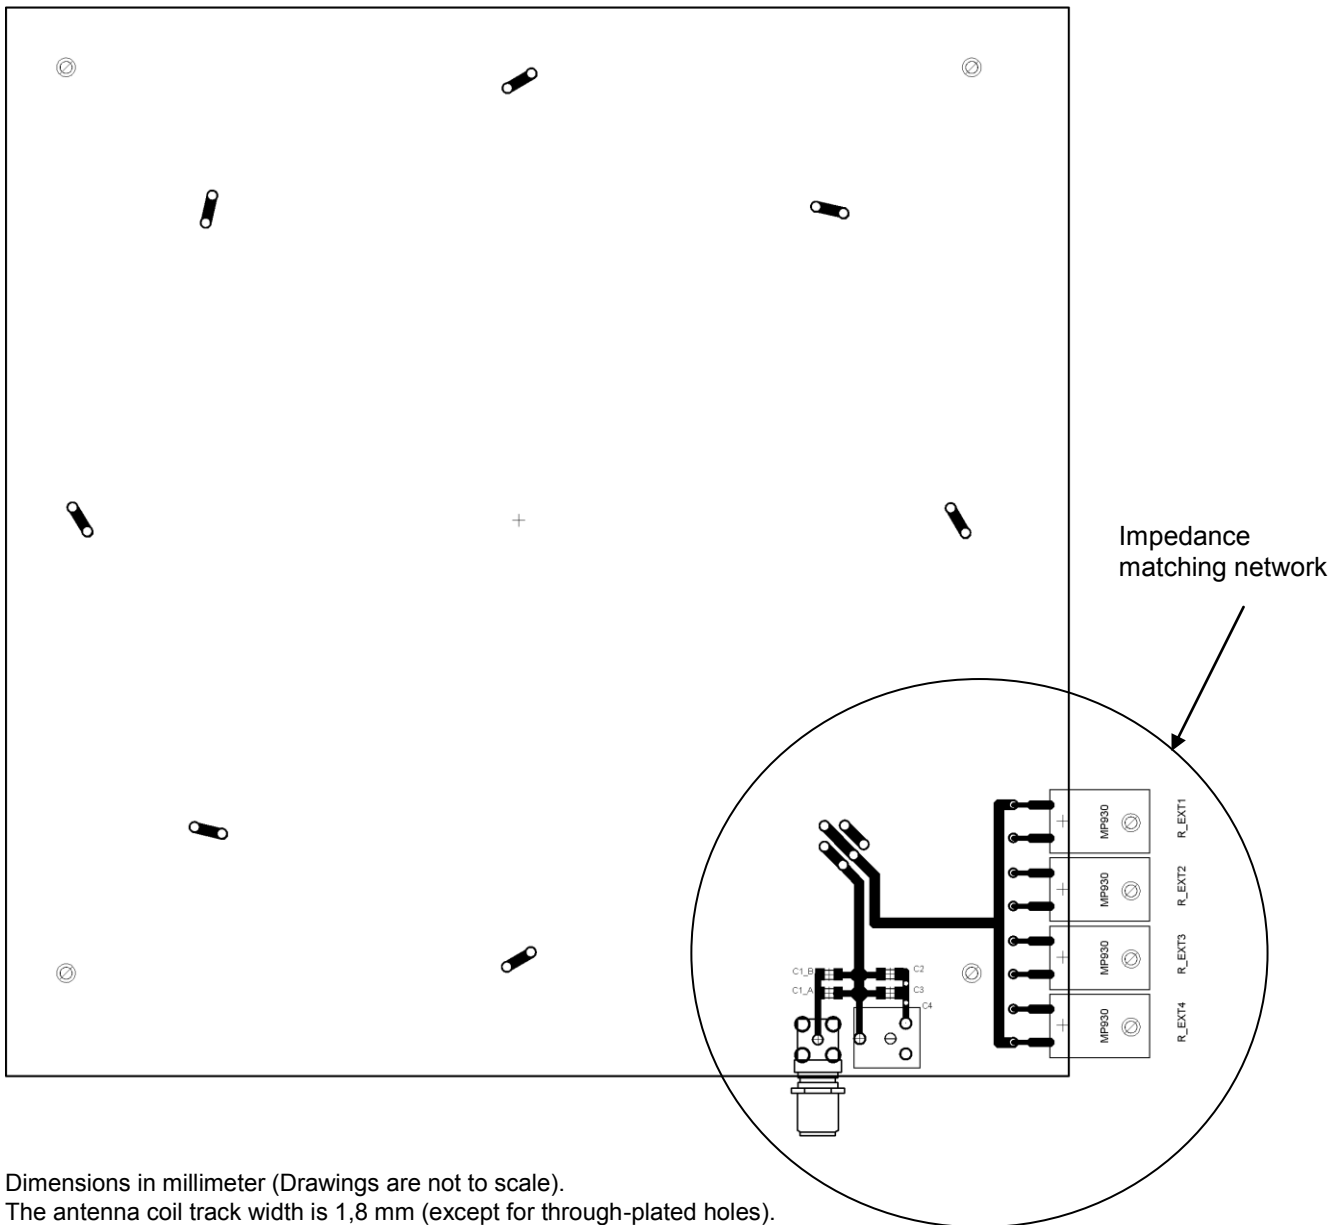 Impedance
matching network
MP930
R_EXT1
MP930
R_EXT2
MP930
R_EXT3
MP930
R_EXT4
C1_B
C2
C1_A
C3
C4
Dimensions in millimeter (Drawings are not to scale).
The antenna coil track width is 1,8 mm (except for through-plated holes).